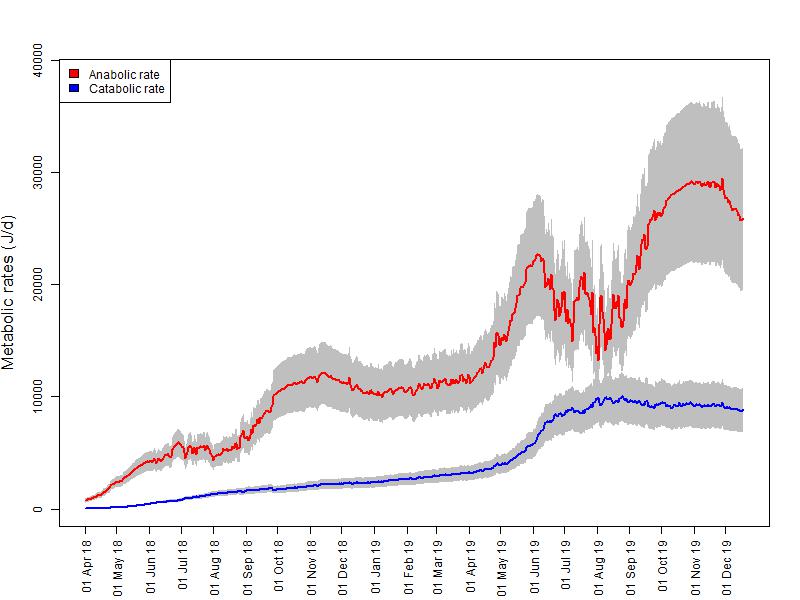 Anabolic rate
Catabolic rate
Metabolic rates (J/d)
40000
30000
20000
10000
0
01 Apr 18
01 May 18
01 Jun 18
01 Jul 18
01 Aug 18
01 Sep 18
01 Oct 18
01 Nov 18
01 Dec 18
01 Jan 19
01 Feb 19
01 Mar 19
01 Apr 19
01 May 19
01 Jun 19
01 Jul 19
01 Aug 19
01 Sep 19
01 Oct 19
01 Nov 19
01 Dec 19